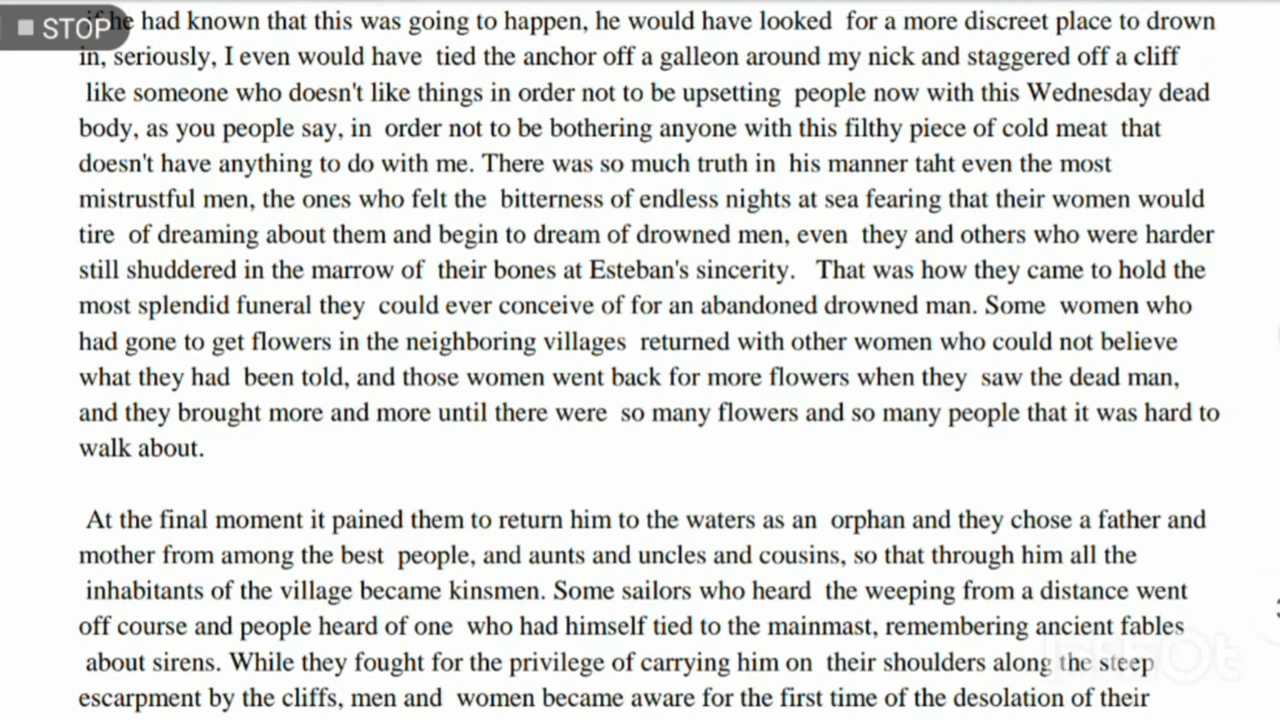 STOP
if he had known that this was going to happen, he would have looked for a more discreet place to drown
in, seriously, I even would have tied the anchor off a galleon around my nick and staggered off a cliff
like someone who doesn't like things in order not to be upsetting people now with this Wednesday dead
body, as you people say, in order not to be bothering anyone with this filthy piece of cold meat that
doesn't have anything to do with me. There was so much truth in his manner taht even the most
mistrustful men, the ones who felt the bitterness of endless nights at sea fearing that their women would
tire of dreaming about them and begin to dream of drowned men, even they and others who were harder
still shuddered in the marrow of their bones at Esteban's sincerity. That was how they came to hold the
most splendid funeral they could ever conceive of for an abandoned drowned man. Some women who
had gone to get flowers in the neighboring villages returned with other women who could not believe
what they had been told, and those women went back for more flowers when they saw the dead man,
and they brought more and more until there were so many flowers and so many people that it was hard to
walk about.
At the final moment it pained them to return him to the waters as an orphan and they chose a father and
mother from among the best people, and aunts and uncles and cousins, so that through him all the
inhabitants of the village became kinsmen. Some sailors who heard the weeping from a distance went
off course and people heard of one who had himself tied to the mainmast, remembering ancient fables
about sirens. While they fought for the privilege of carrying him on their shoulders along the steep
escarpment by the cliffs, men and women became aware for the first time of the desolation of their